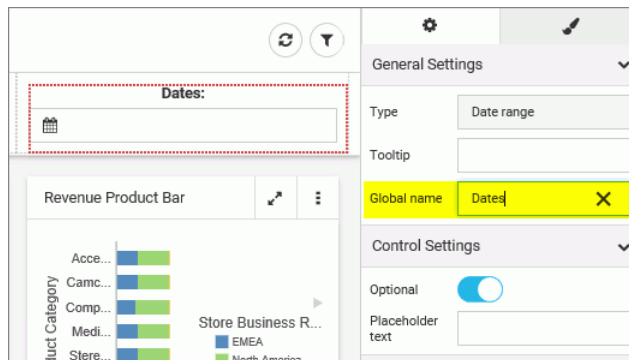 Dates:
Revenue Product Bar
Acce...
Camc...
Comp...
Medi...
Stere...
Product Category
Store Business R...
EMEA
North America
General Settings
Type
Date range
Tooltip
Global name
Dates
Control Settings
Optional
Placeholder
text